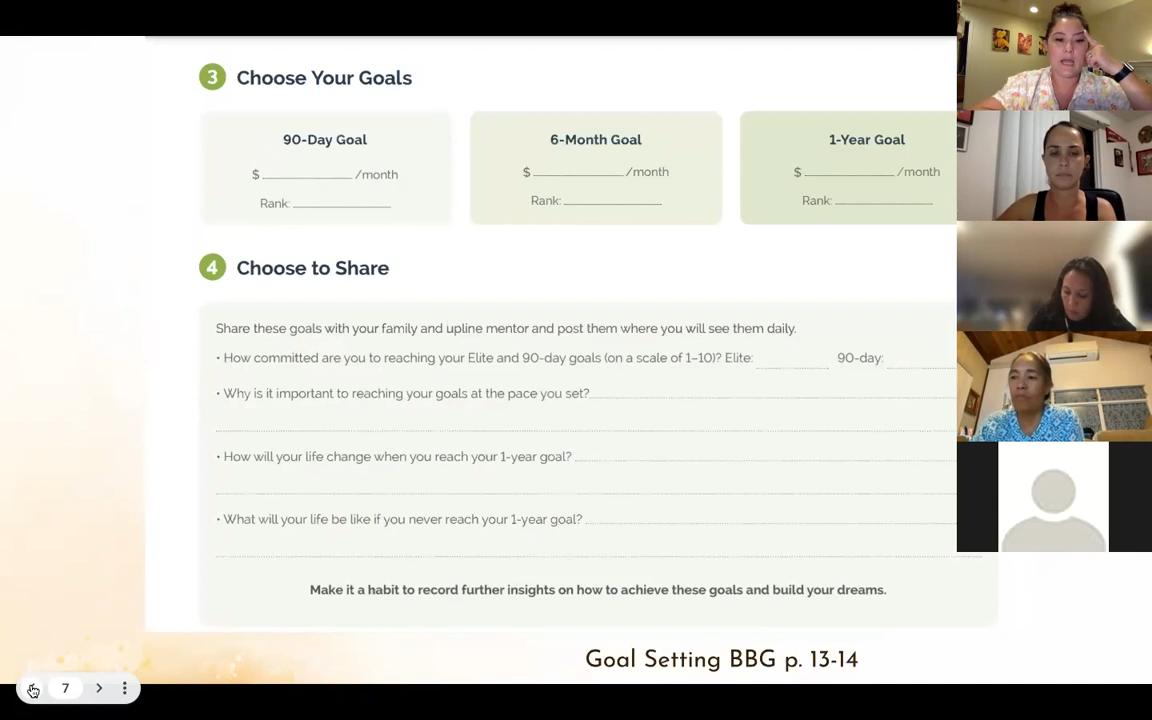 3 Choose Your Goals
90-Day Goal
$ /month
Rank:
6-Month Goal
$ /month
Rank:
1-Year Goal
$ /month
Rank:
4 Choose to Share
Share these goals with your family and upline mentor and post them where you will see them daily.
• How committed are you to reaching your Elite and 90-day goals (on a scale of 1–10)? Elite: 90-day:
• Why is it important to reaching your goals at the pace you set?
• How will your life change when you reach your 1-year goal?
• What will your life be like if you never reach your 1-year goal?
Make it a habit to record further insights on how to achieve these goals and build your dreams.
Goal Setting BBG p. 13-14
7